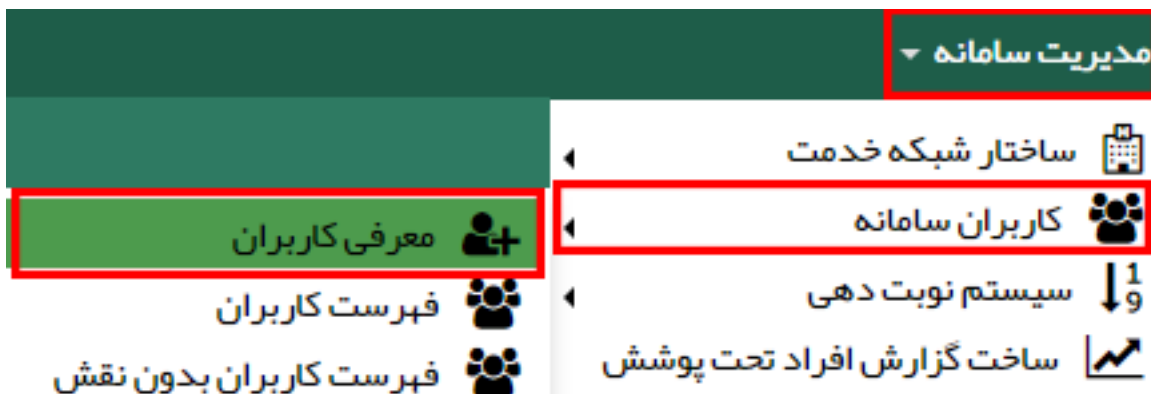 مدیریت سامانه
ساختار شبکه خدمت
کاربران سامانه
معرفی کاربران
سیستم نوبت دهی
فهرست کاربران
ساخت گزارش افراد تحت پوشش
فهرست کاربران بدون نقش